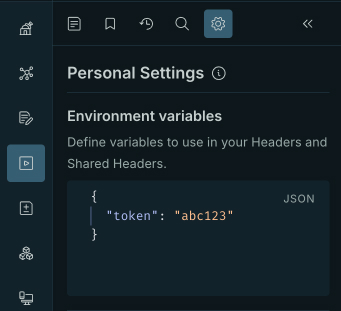 Personal Settings
Environment variables
Define variables to use in your Headers and
Shared Headers.
JSON
{
"token": "abc123"
}